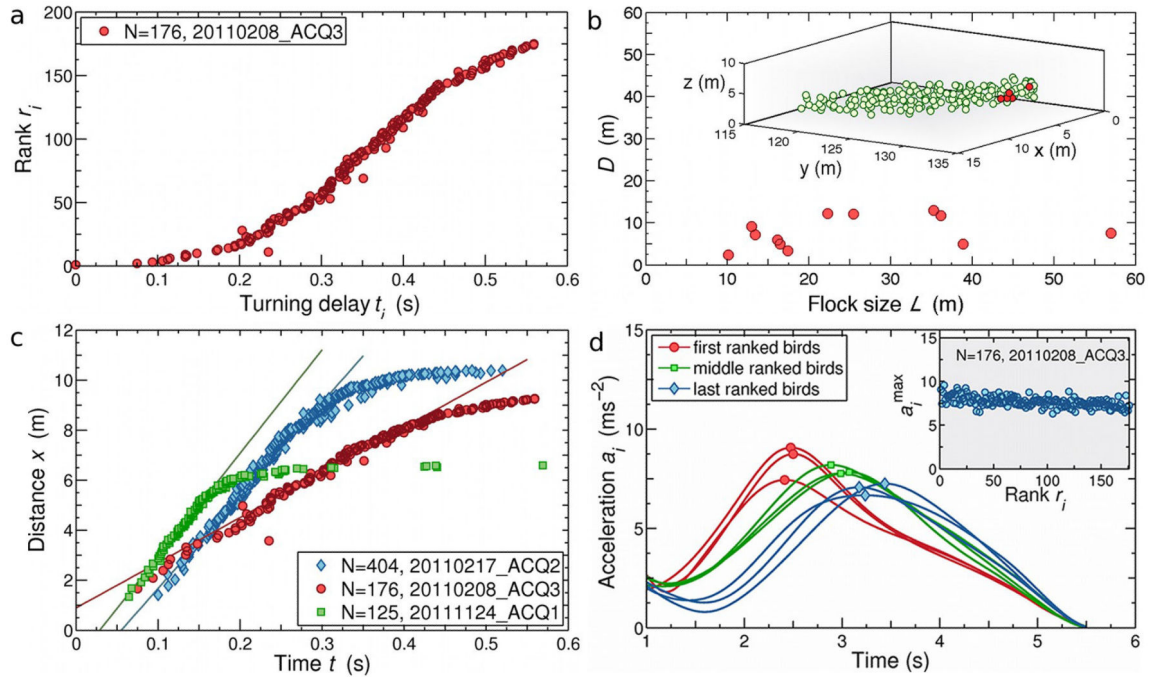 a
N=176, 20110208_ACQ3
200
150
100
50
0
Rank r_i
0
0.1
0.2
0.3
0.4
0.5
0.6
Turning delay t_i (s)
b
60
50
40
30
20
10
0
D (m)
0
10
20
30
40
50
60
Flock size L (m)
10
5
0
z (m)
115
120
125
130
135
y (m)
15
10
5
0
x (m)
c
12
10
8
6
4
2
0
Distance x (m)
N=404, 20110217_ACQ2
N=176, 20110208_ACQ3
N=125, 20111124_ACQ1
0
0.1
0.2
0.3
0.4
0.5
0.6
Time t (s)
d
15
10
5
0
Acceleration a_i (ms⁻²)
first ranked birds
middle ranked birds
last ranked birds
1
2
3
4
5
6
Time (s)
N=176, 20110208_ACQ3
15
10
5
0
a_i^max
0
50
100
150
Rank r_i